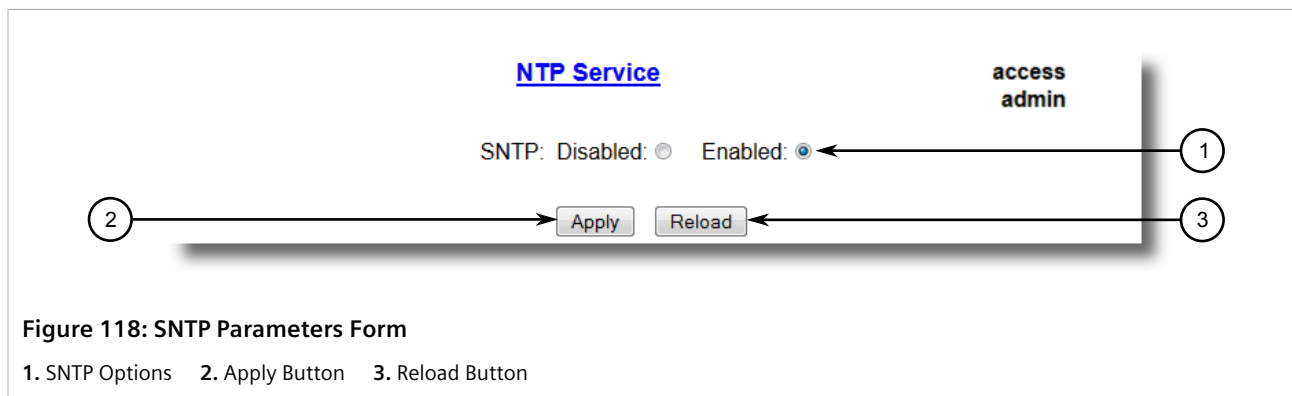 NTP Service
access
admin
SNTP: Disabled: Enabled:
1
2
Apply Reload
3
Figure 118: SNTP Parameters Form
1. SNTP Options 2. Apply Button 3. Reload Button